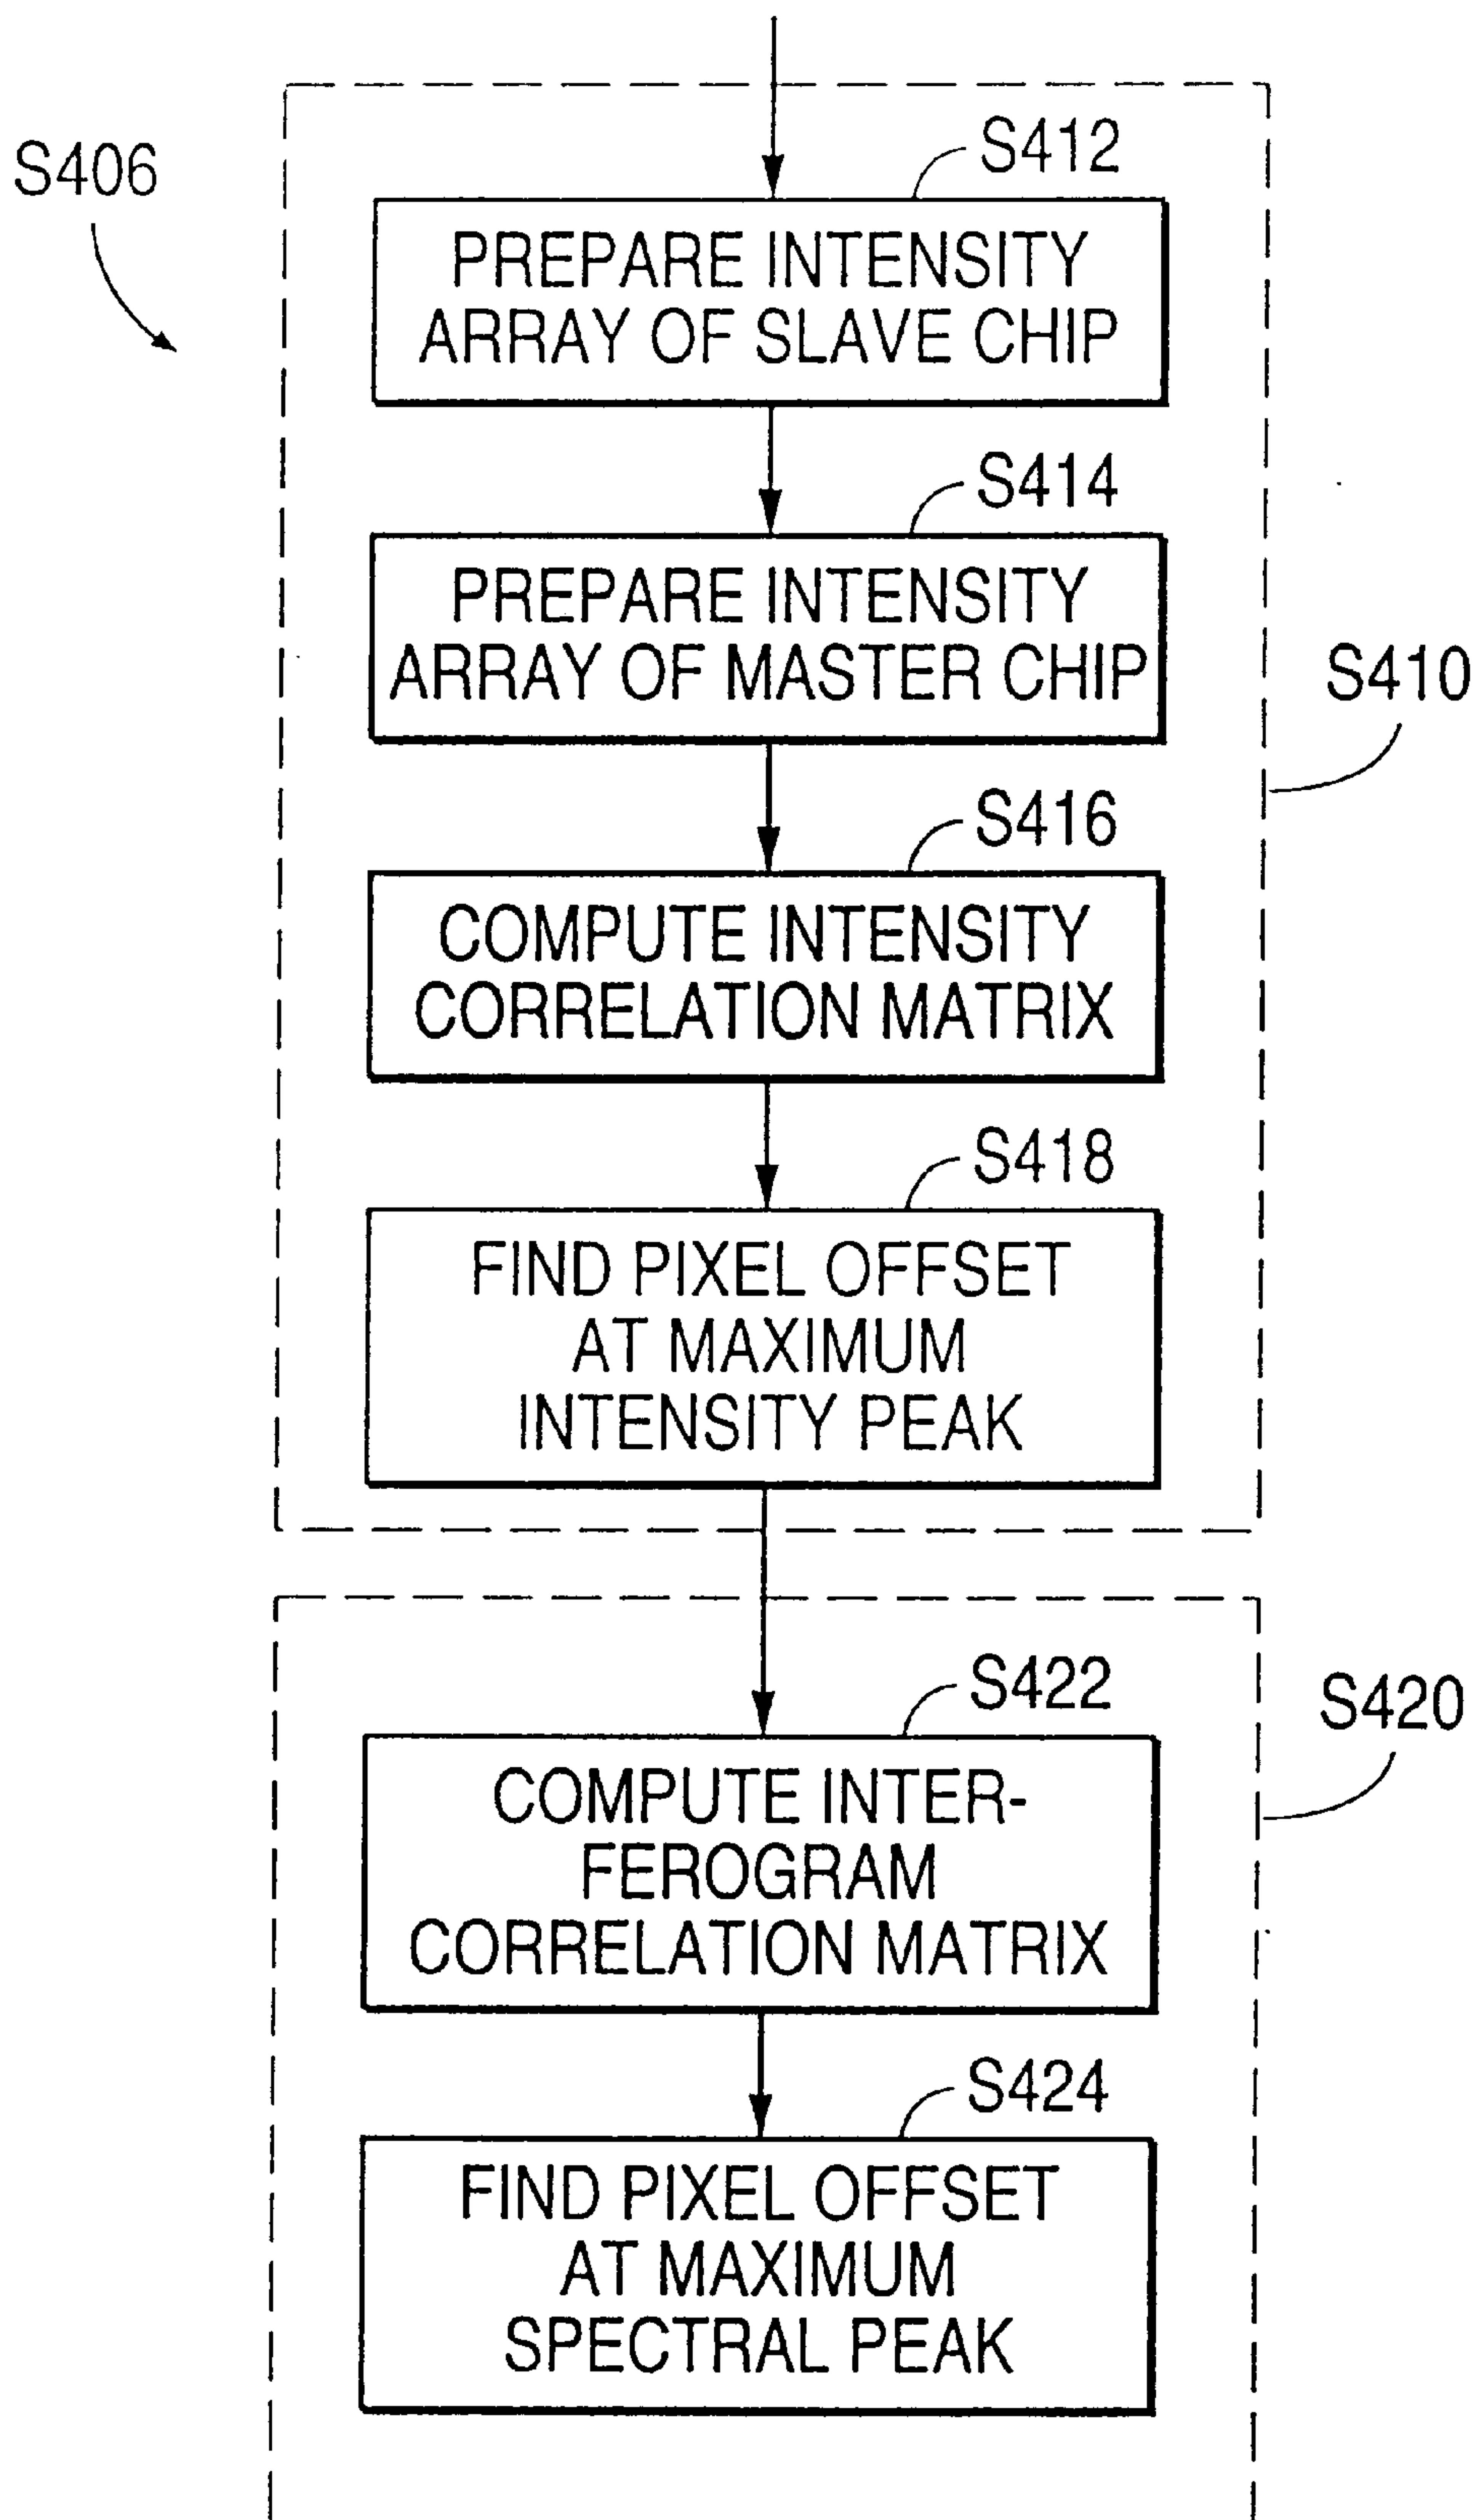 S406
S412
PREPARE INTENSITY
ARRAY OF SLAVE CHIP
S414
PREPARE INTENSITY
ARRAY OF MASTER CHIP
S410
S416
COMPUTE INTENSITY
CORRELATION MATRIX
S418
FIND PIXEL OFFSET
AT MAXIMUM
INTENSITY PEAK
S422
S420
COMPUTE INTER-
FEROGRAM
CORRELATION MATRIX
S424
FIND PIXEL OFFSET
AT MAXIMUM
SPECTRAL PEAK